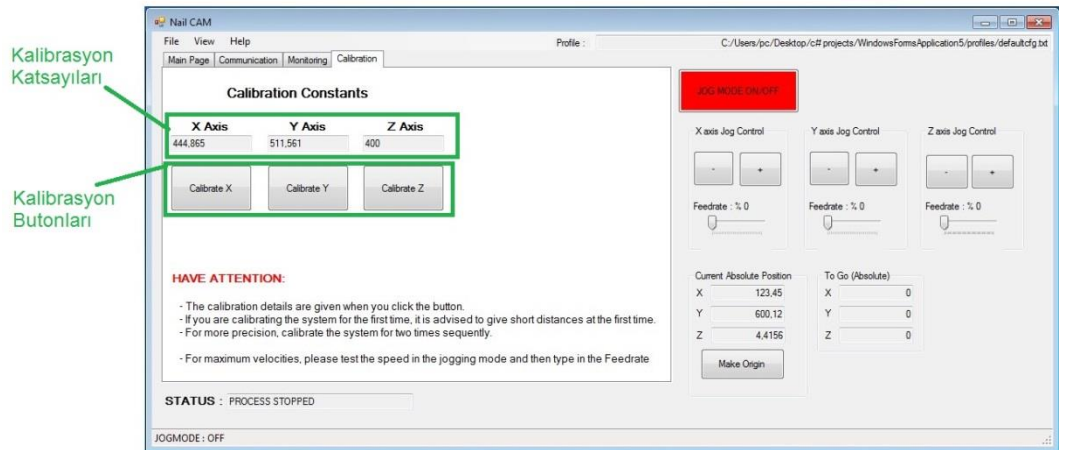 Nail CAM
File View Help
Profile : C:/Users/pc/Desktop/c# projects/WindowsFormsApplication5/profiles/defaultcfg.txt
Main Page Communication Monitoring Calibration
Kalibrasyon
Katsayıları
Calibration Constants
X Axis Y Axis Z Axis
444,865 511,561 400
Kalibrasyon
Butonları
Calibrate X Calibrate Y Calibrate Z
HAVE ATTENTION:
- The calibration details are given when you click the button.
- If you are calibrating the system for the first time, it is advised to give short distances at the first time.
- For more precision, calibrate the system for two times sequently.
- For maximum velocities, please test the speed in the jogging mode and then type in the Feedrate
JOG MODE ON/OFF
X axis Jog Control Y axis Jog Control Z axis Jog Control
- + - + - +
Feedrate : % 0 Feedrate : % 0 Feedrate : % 0
Current Absolute Position To Go (Absolute)
X 123,45 X 0
Y 600,12 Y 0
Z 4,4156 Z 0
Make Origin
STATUS : PROCESS STOPPED
JOGMODE : OFF